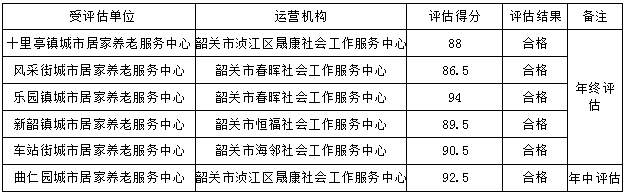 受评估单位 运营机构 评估得分 评估结果 备注
十里亭镇城市居家养老服务中心 韶关市浈江区晟康社会工作服务中心 88 合格
风采街城市居家养老服务中心 韶关市春晖社会工作服务中心 86.5 合格
乐园镇城市居家养老服务中心 韶关市春晖社会工作服务中心 94 合格 年终评
估
新韶镇城市居家养老服务中心 韶关市恒福社会工作服务中心 89.5 合格
车站街城市居家养老服务中心 韶关市海邻社会工作服务中心 90.5 合格
曲仁园城市居家养老服务中心 韶关市浈江区晟康社会工作服务中心 92.5 合格 年中评估